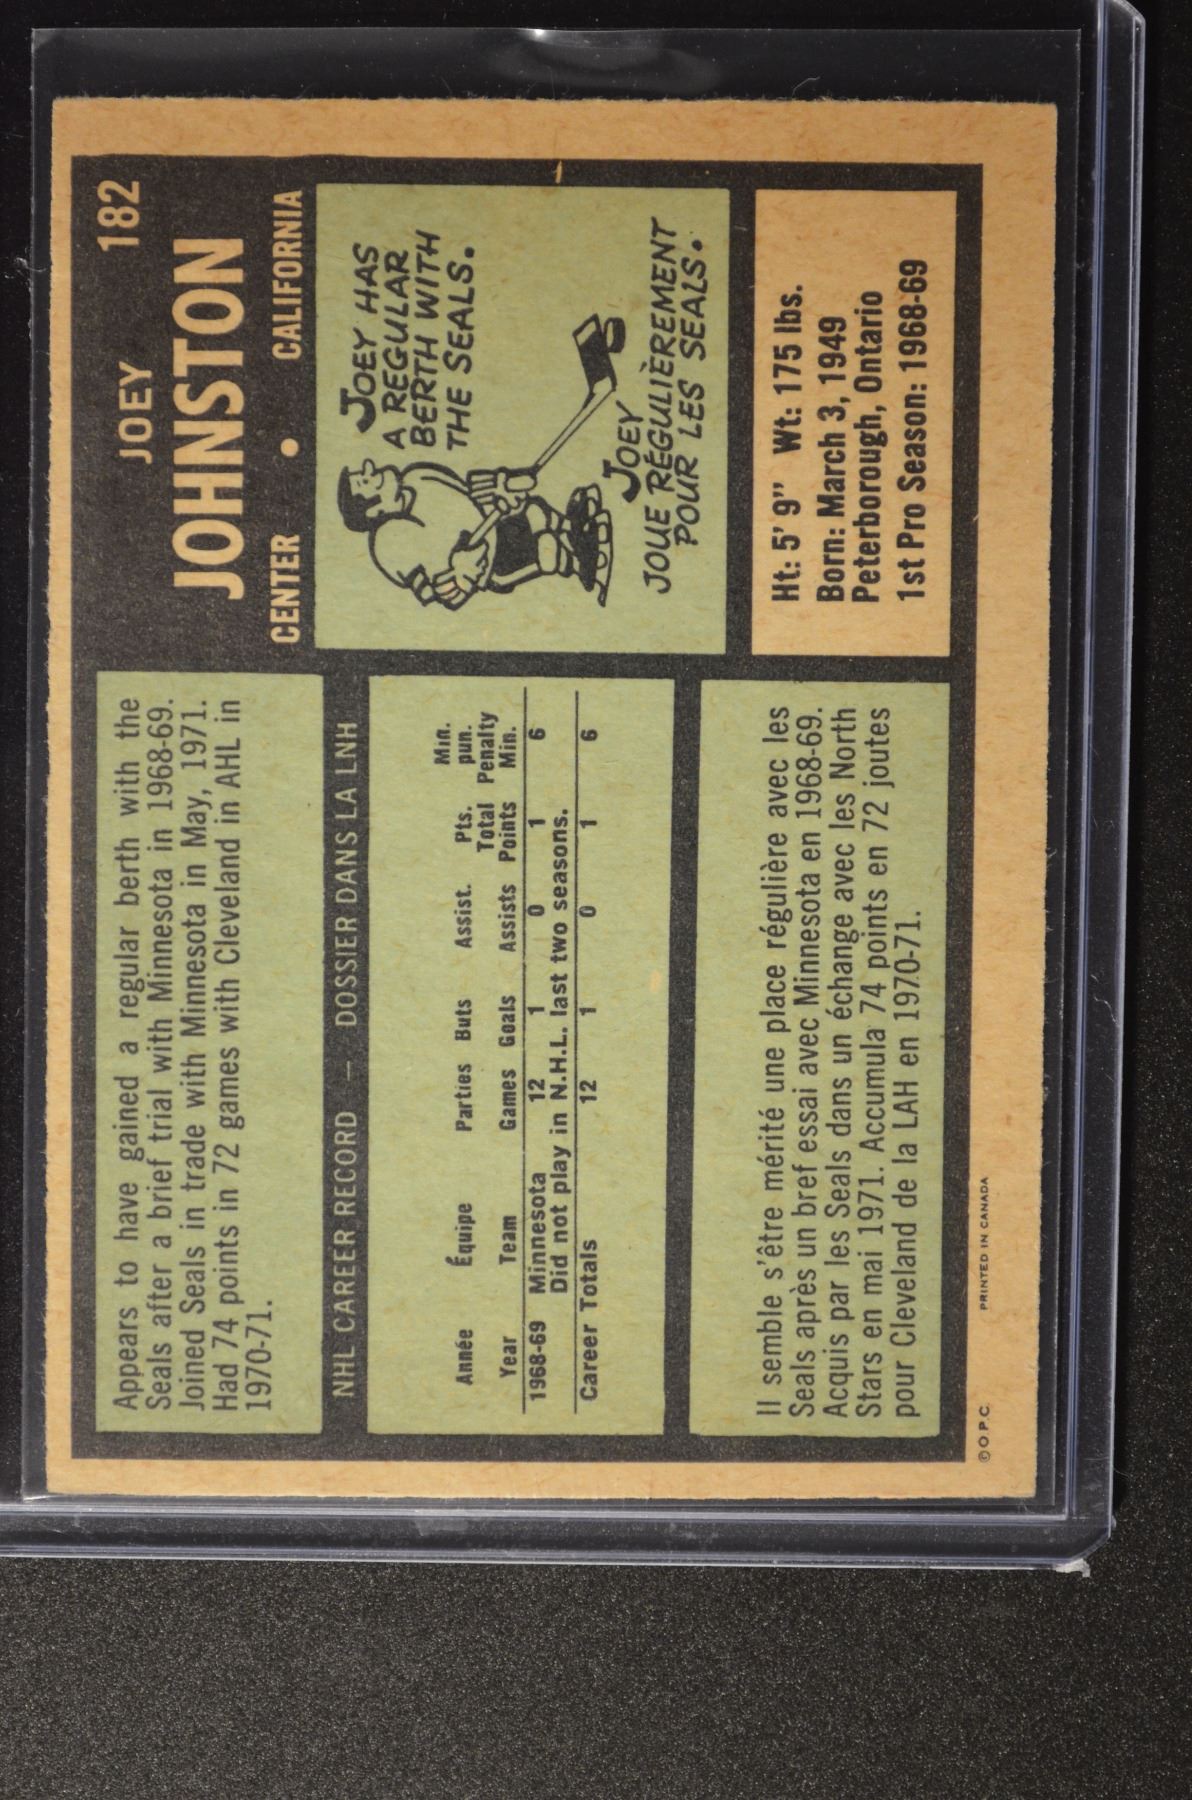 JOEY 182
JOHNSTON
CENTER • CALIFORNIA
Appears to have gained a regular berth with the
Seals after a brief trial with Minnesota in 1968-69.
Joined Seals in trade with Minnesota in May, 1971.
Had 74 points in 72 games with Cleveland in AHL in
1970-71.
JOEY HAS
A REGULAR
BERTH WITH
THE SEALS.
JOEY
JOUE RÉGULIÈREMENT
POUR LES SEALS.
NHL CAREER RECORD — DOSSIER DANS LA LNH
Min.
Pts. pun.
Année Équipe Parties Buts Assist. Total Penalty
Year Team Games Goals Assists Points Min.
1968-69 Minnesota 12 1 0 1 6
Did not play in N.H.L. last two seasons.
Career Totals 12 1 0 1 6
Ht: 5' 9" Wt: 175 lbs.
Born: March 3, 1949
Peterborough, Ontario
1st Pro Season: 1968-69
Il semble s'être mérité une place régulière avec les
Seals après un bref essai avec Minnesota en 1968-69.
Acquis par les Seals dans un échange avec les North
Stars en mai 1971. Accumula 74 points en 72 joutes
pour Cleveland de la LAH en 1970-71.
©O.P.C. PRINTED IN CANADA